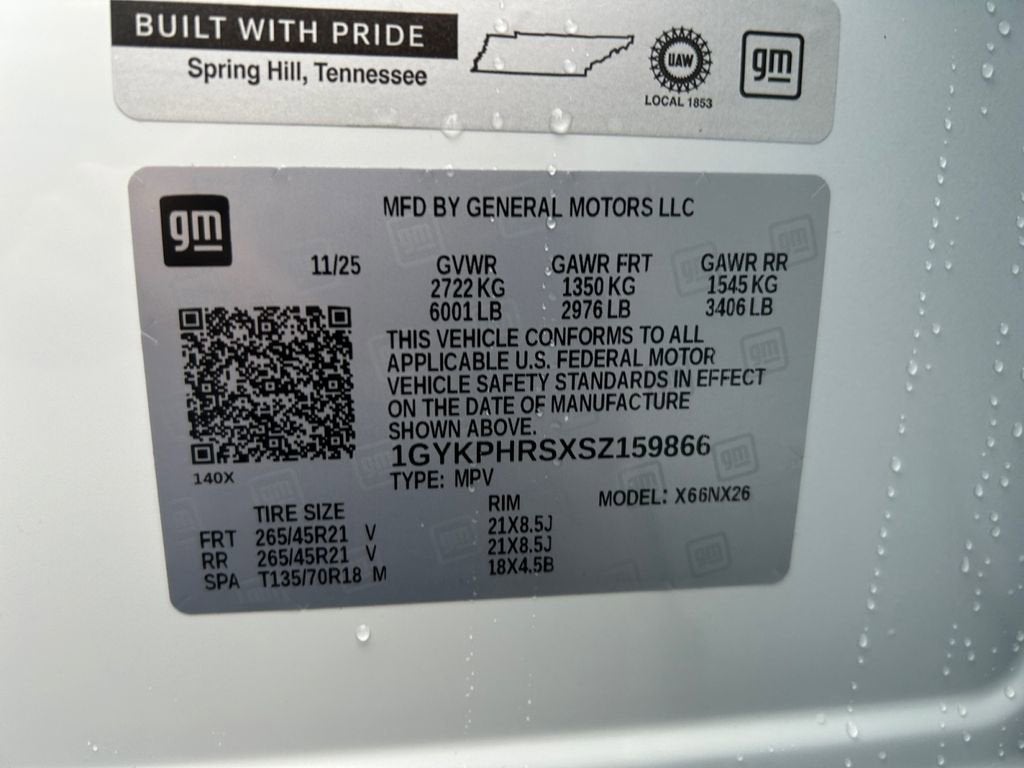 BUILT WITH PRIDE
Spring Hill, Tennessee
UAW
LOCAL 1853
gm
gm
MFD BY GENERAL MOTORS LLC
11/25 GVWR GAWR FRT GAWR RR
2722 KG 1350 KG 1545 KG
6001 LB 2976 LB 3406 LB
THIS VEHICLE CONFORMS TO ALL
APPLICABLE U.S. FEDERAL MOTOR
VEHICLE SAFETY STANDARDS IN EFFECT
ON THE DATE OF MANUFACTURE
SHOWN ABOVE.
1GYKPHRSXSZ159866
140X
TYPE: MPV
MODEL: X66NX26
TIRE SIZE RIM
FRT 265/45R21 V 21X8.5J
RR 265/45R21 V 21X8.5J
SPA T135/70R18 M 18X4.5B